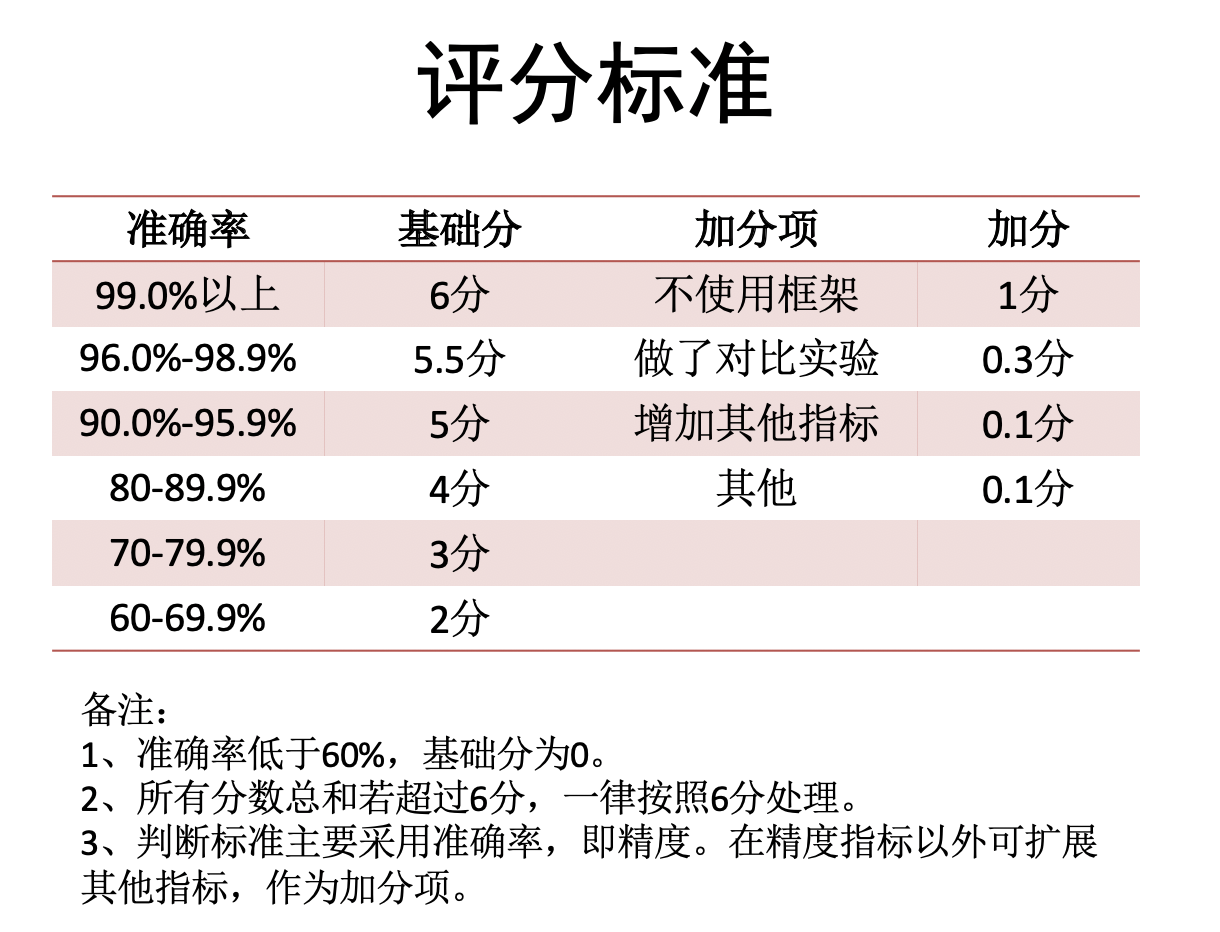 评分标准
准确率 基础分 加分项 加分
99.0%以上 6分 不使用框架 1分
96.0%-98.9% 5.5分 做了对比实验 0.3分
90.0%-95.9% 5分 增加其他指标 0.1分
80-89.9% 4分 其他 0.1分
70-79.9% 3分
60-69.9% 2分
备注：
1、准确率低于60%，基础分为0。
2、所有分数总和若超过6分，一律按照6分处理。
3、判断标准主要采用准确率，即精度。在精度指标以外可扩展
其他指标，作为加分项。